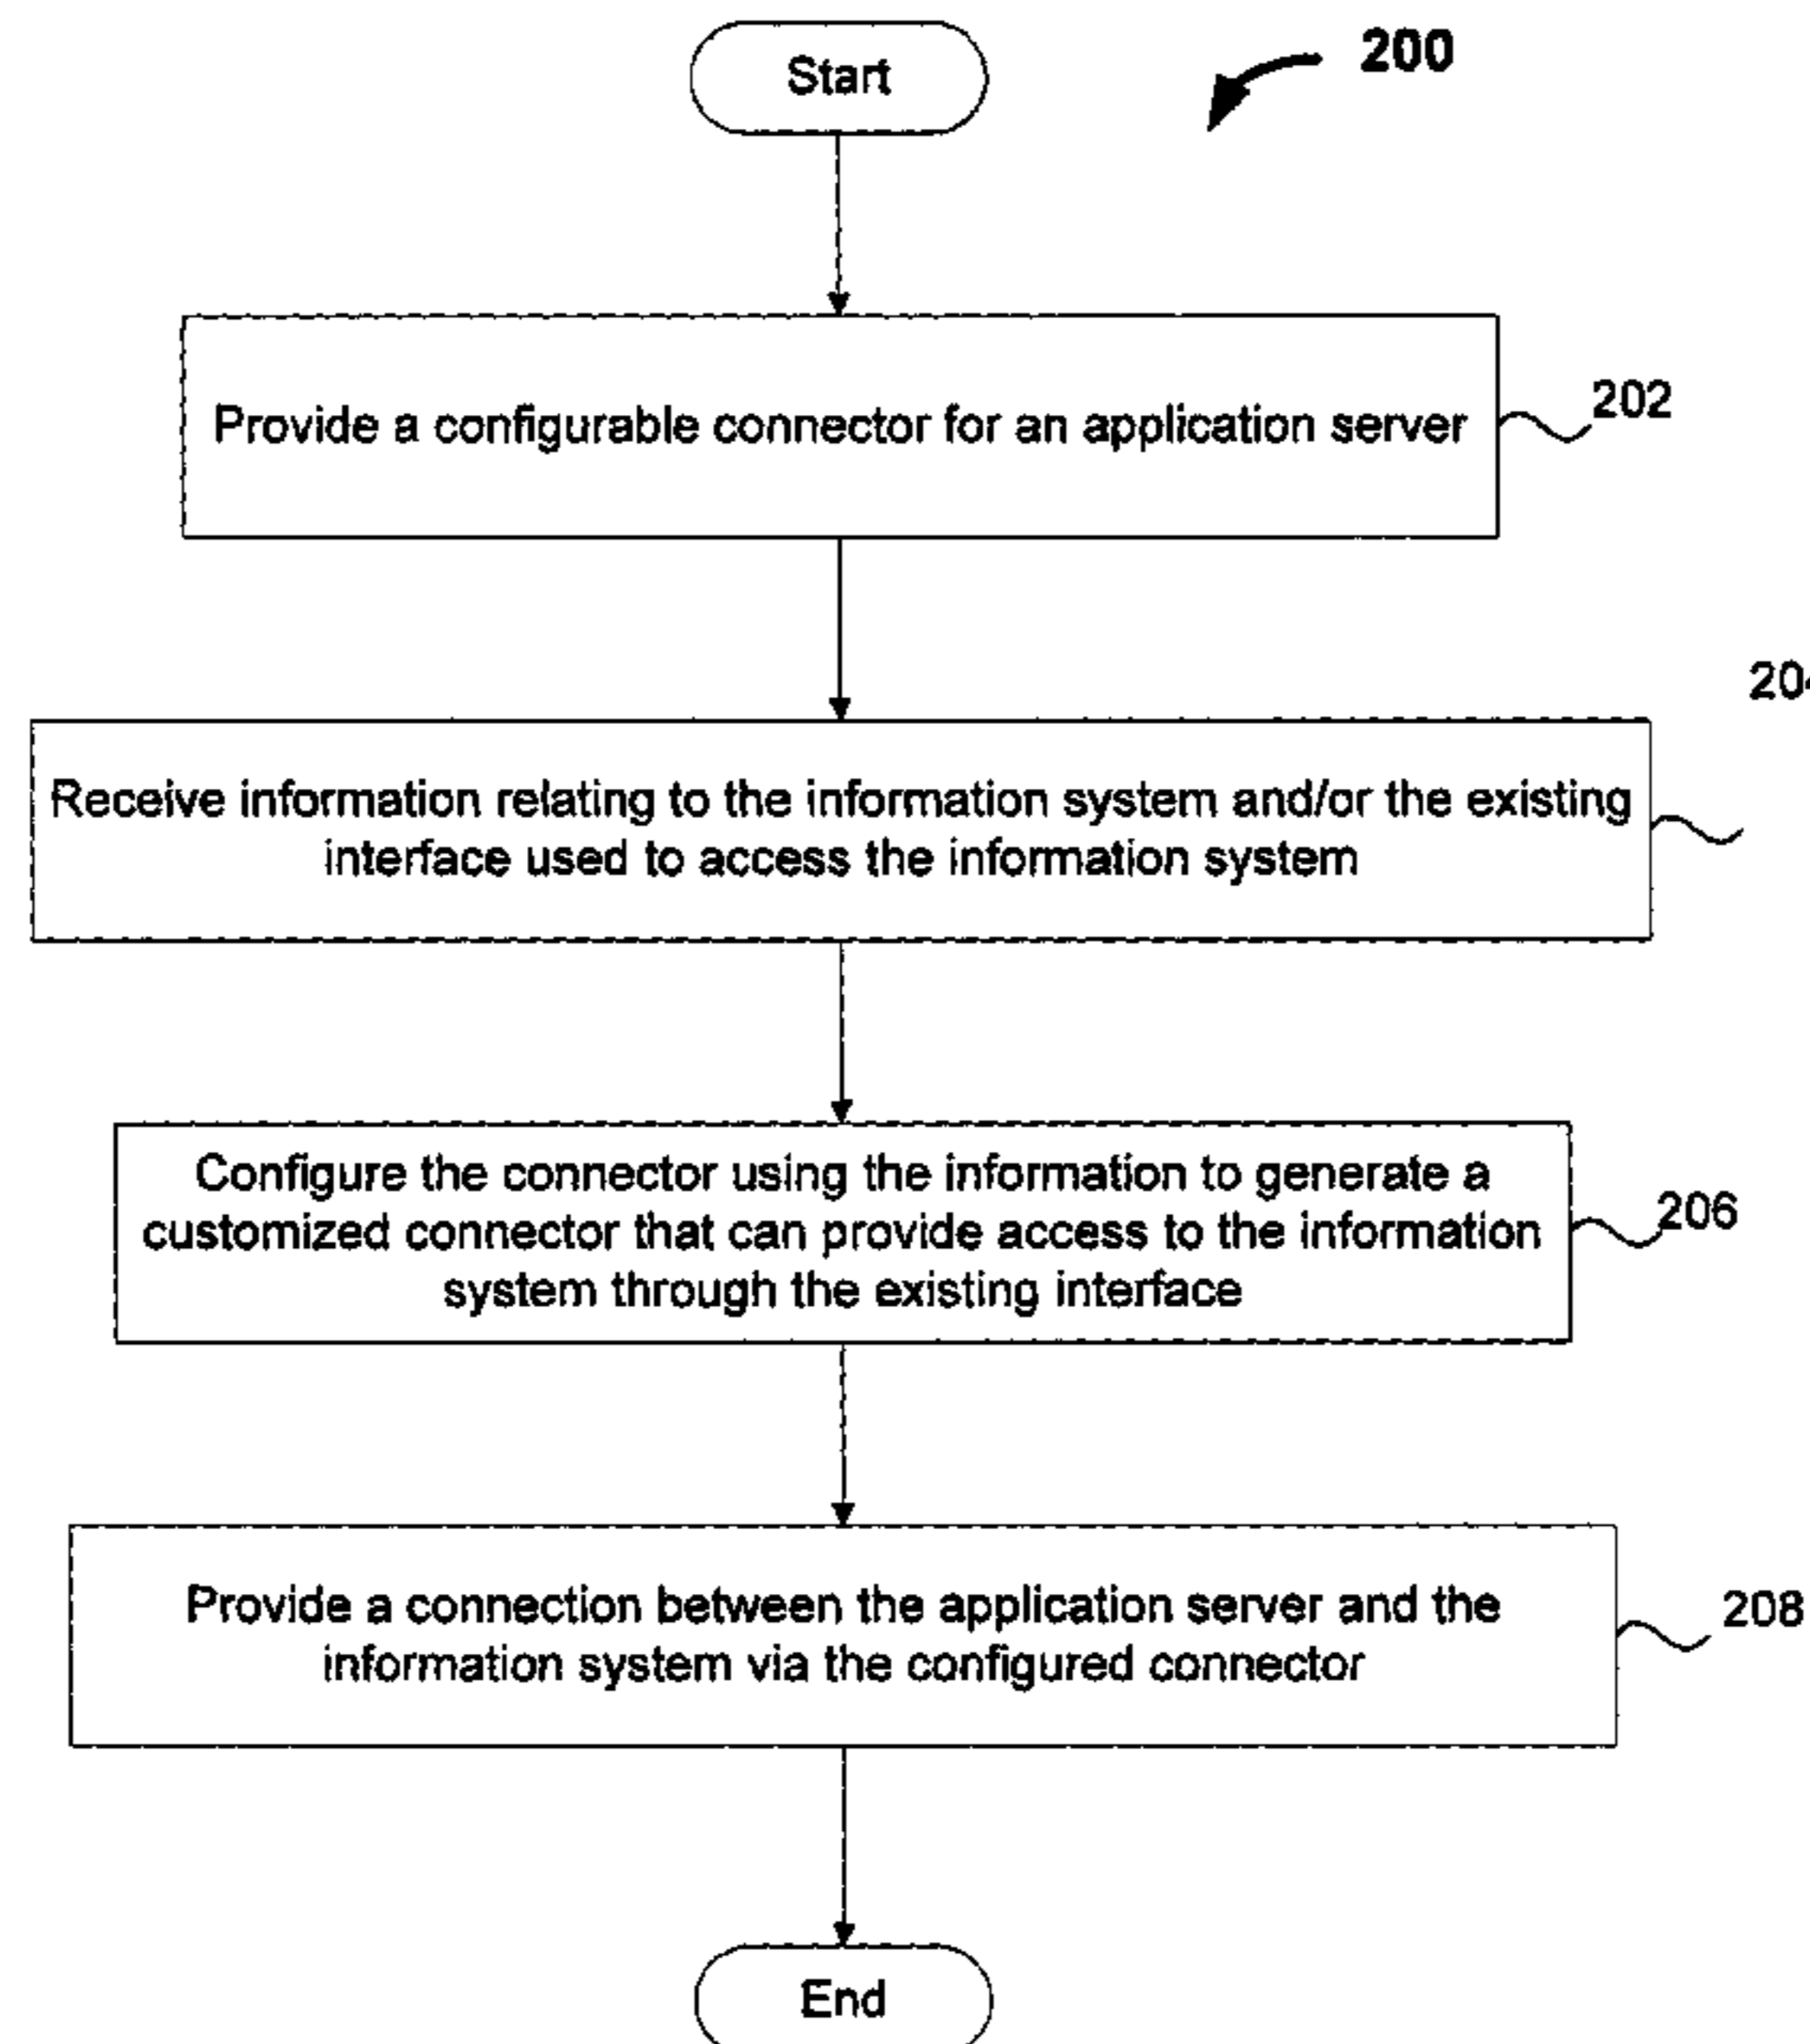 Start
200
Provide a configurable connector for an application server
202
204
Receive information relating to the information system and/or the existing
interface used to access the information system
Configure the connector using the information to generate a
customized connector that can provide access to the information
system through the existing interface
206
Provide a connection between the application server and the
information system via the configured connector
208
End